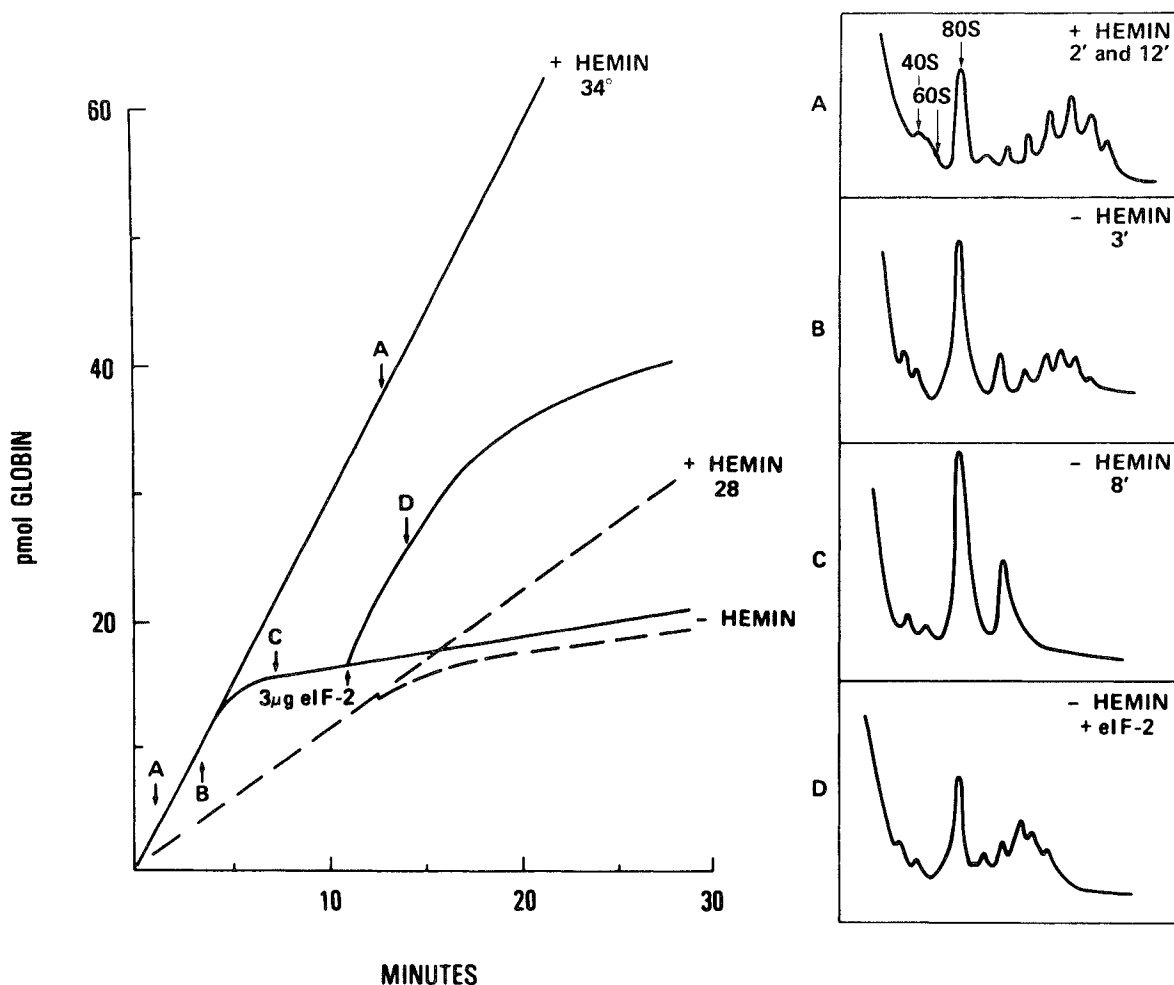 60
40
20
pmol GLOBIN
+ HEMIN
34°
A
D
+ HEMIN
28
C
- HEMIN
3μg eIF-2
A
B
10
20
30
MINUTES
A
+ HEMIN
2' and 12'
80S
40S
60S
B
- HEMIN
3'
C
- HEMIN
8'
D
- HEMIN
+ eIF-2